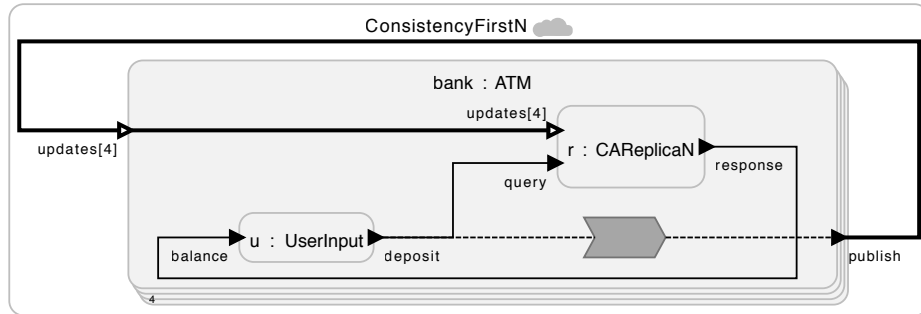 ConsistencyFirstN
bank : ATM
updates[4]
updates[4]
r : CAReplicaN
response
query
u : UserInput
balance
deposit
publish
4